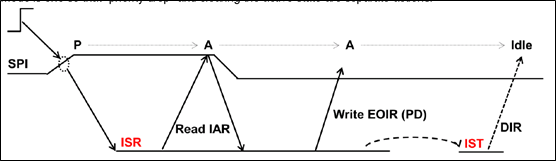 P A A Idle
SPI
ISR Read IAR Write EOIR (PD) IST DIR